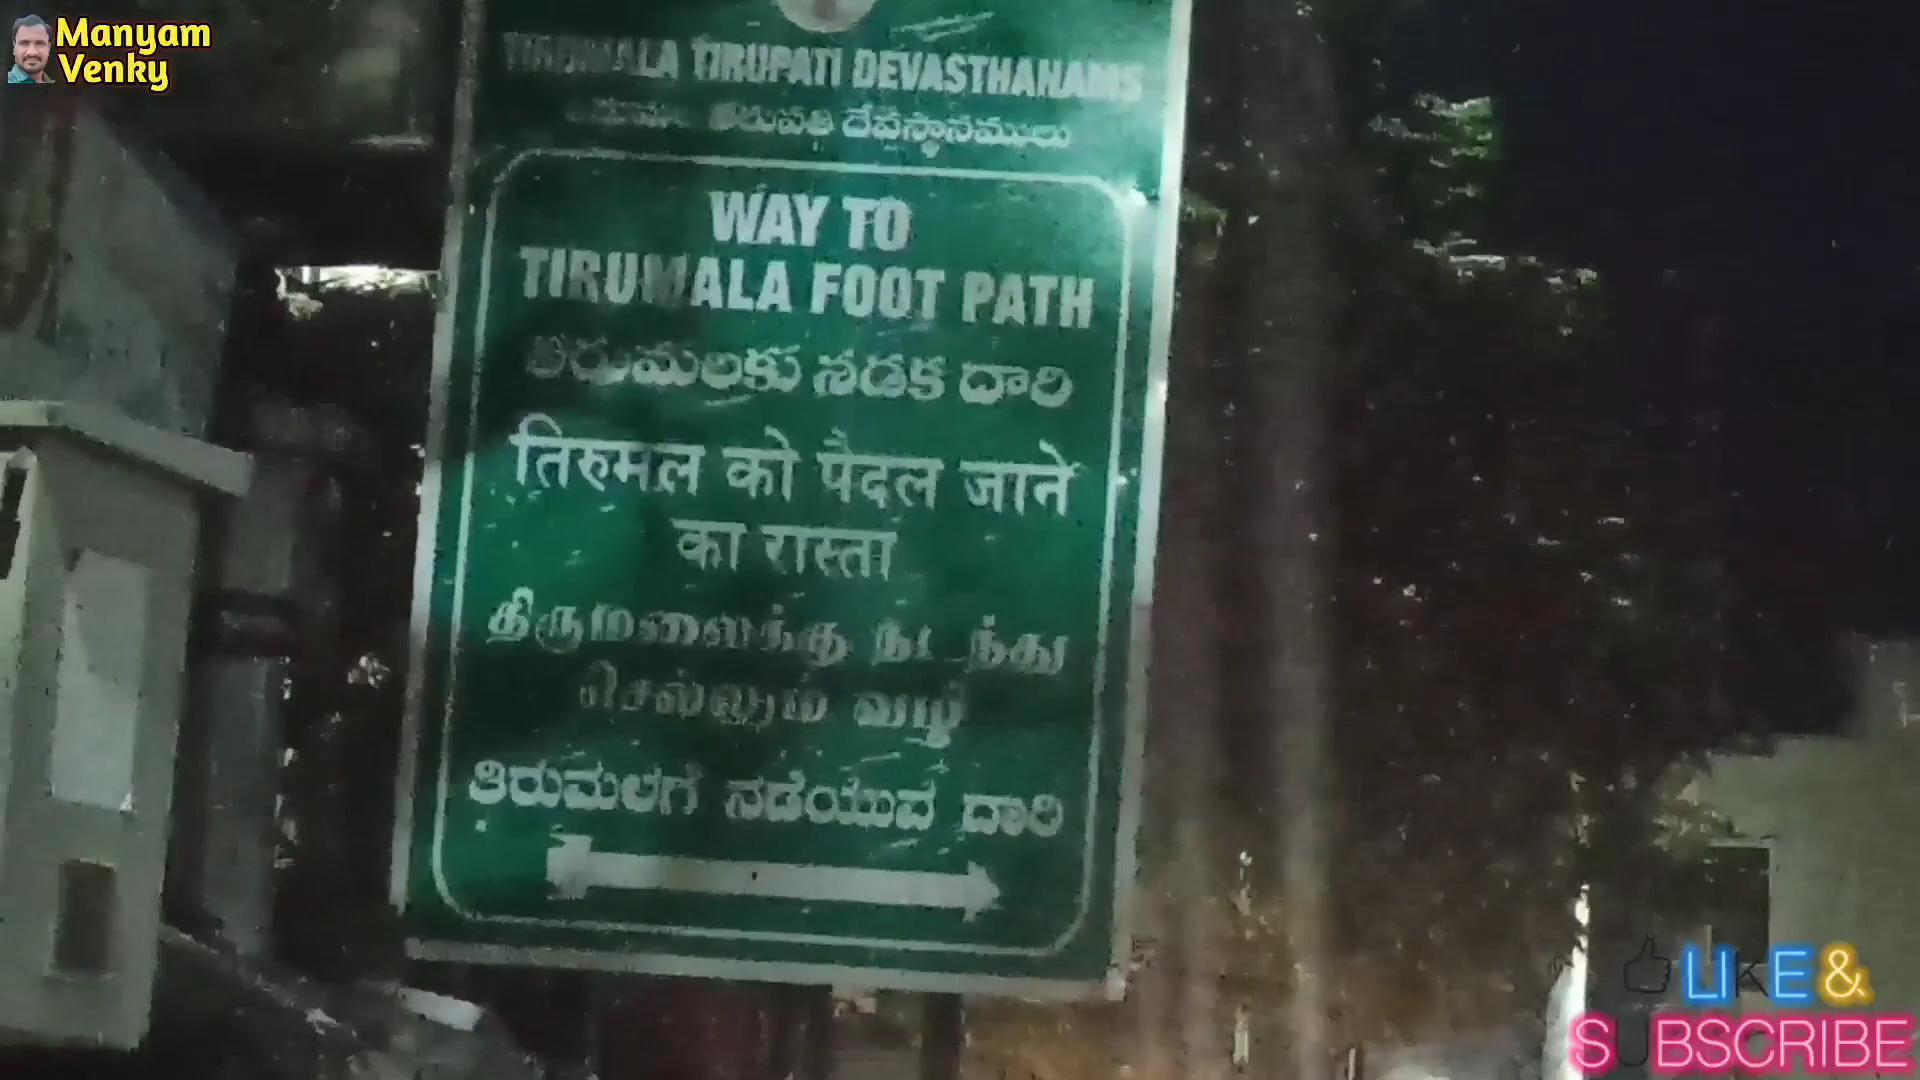 Manyam
Venky
TIRUMALA TIRUPATI DEVASTHANAMS
తిరుపతి దేవస్థానములు
WAY TO
TIRUMALA FOOT PATH
తిరుమలకు నడక దారి
तिरुमल को पैदल जाने
का रास्ता
திருமலைக்கு நடந்து
செல்லும் வழி
ತಿರುಮಲಗೆ ನಡೆಯುವ ದಾರಿ
LIKE &
SUBSCRIBE